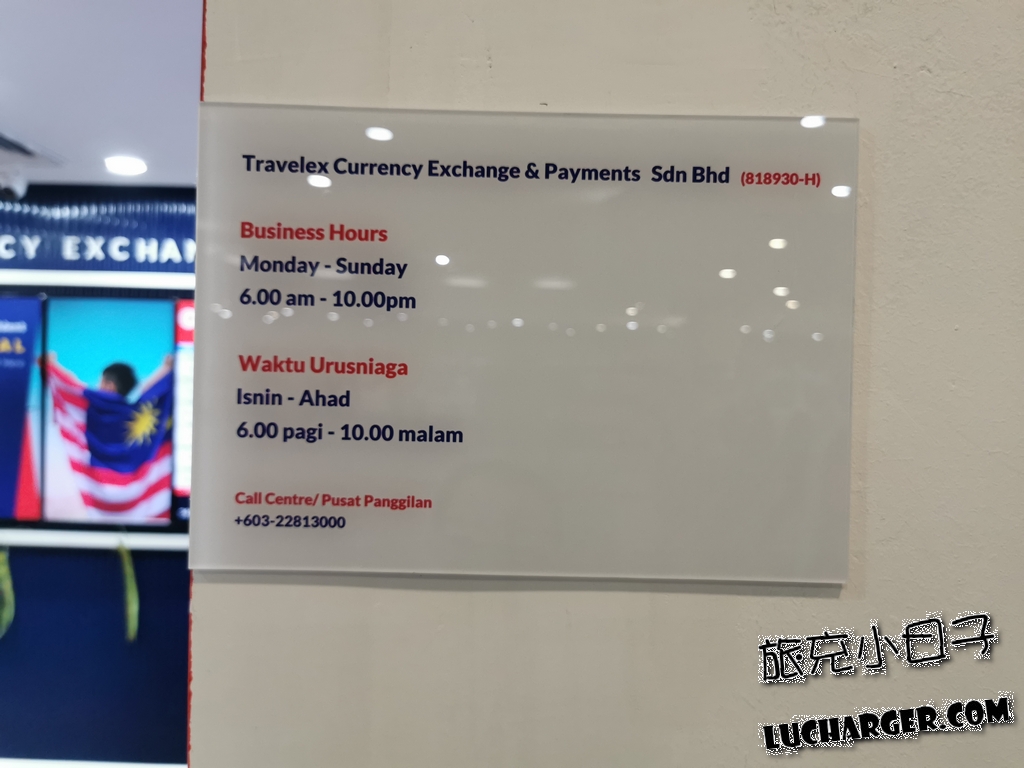 Travelex Currency Exchange & Payments Sdn Bhd (818930-H)
Business Hours
Monday - Sunday
6.00 am - 10.00pm
Waktu Urusniaga
Isnin - Ahad
6.00 pagi - 10.00 malam
Call Centre/ Pusat Panggilan
+603-22813000
CY EXCHAN
AL
旅充小日子
LUCHARGER.COM